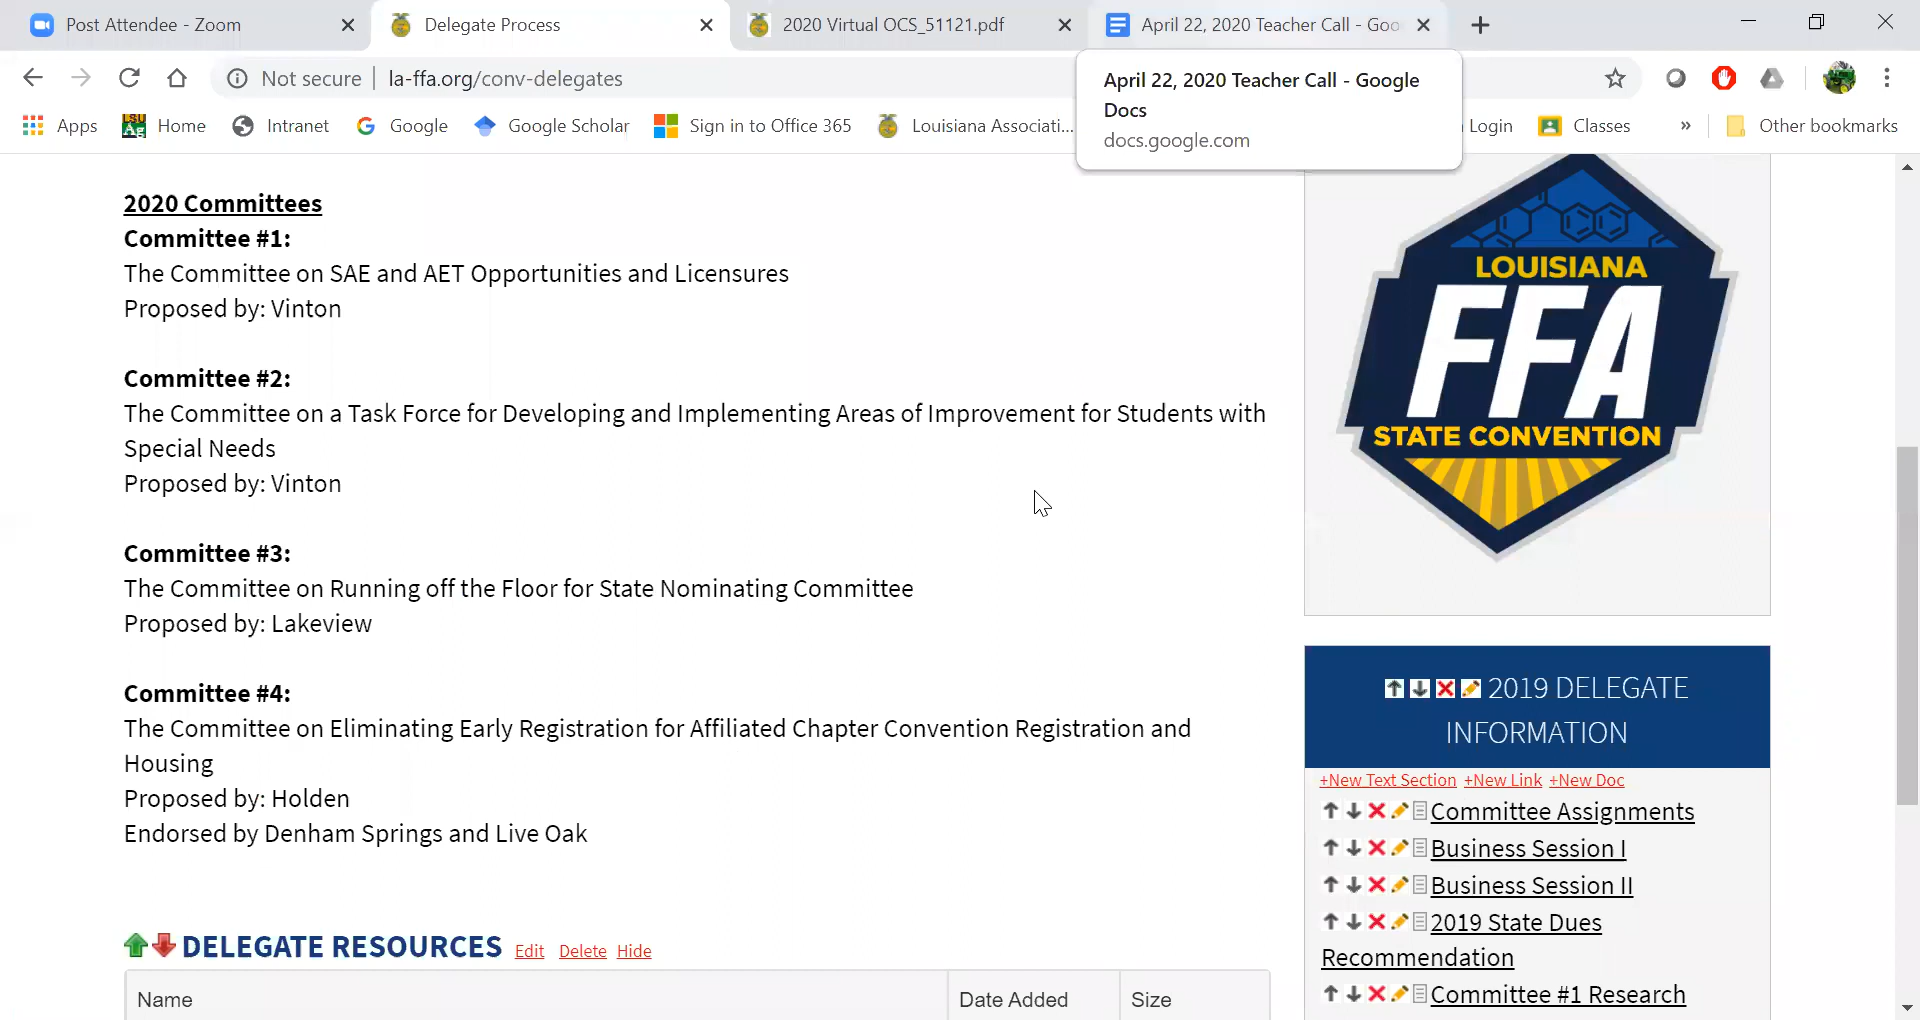 Post Attendee - Zoom
Delegate Process
2020 Virtual OCS_51121.pdf
April 22, 2020 Teacher Call - Goo
Not secure
la-ffa.org/conv-delegates
April 22, 2020 Teacher Call - Google
Docs
docs.google.com
Apps
LSU
Ag
Home
Intranet
Google
Google Scholar
Sign in to Office 365
Louisiana Associati...
Login
Classes
»
Other bookmarks
2020 Committees
Committee #1:
The Committee on SAE and AET Opportunities and Licensures
Proposed by: Vinton
Committee #2:
The Committee on a Task Force for Developing and Implementing Areas of Improvement for Students with
Special Needs
Proposed by: Vinton
Committee #3:
The Committee on Running off the Floor for State Nominating Committee
Proposed by: Lakeview
Committee #4:
The Committee on Eliminating Early Registration for Affiliated Chapter Convention Registration and
Housing
Proposed by: Holden
Endorsed by Denham Springs and Live Oak
DELEGATE RESOURCES Edit Delete Hide
Name Date Added Size
LOUISIANA
FFA
STATE CONVENTION
2019 DELEGATE
INFORMATION
+New Text Section +New Link +New Doc
Committee Assignments
Business Session I
Business Session II
2019 State Dues
Recommendation
Committee #1 Research